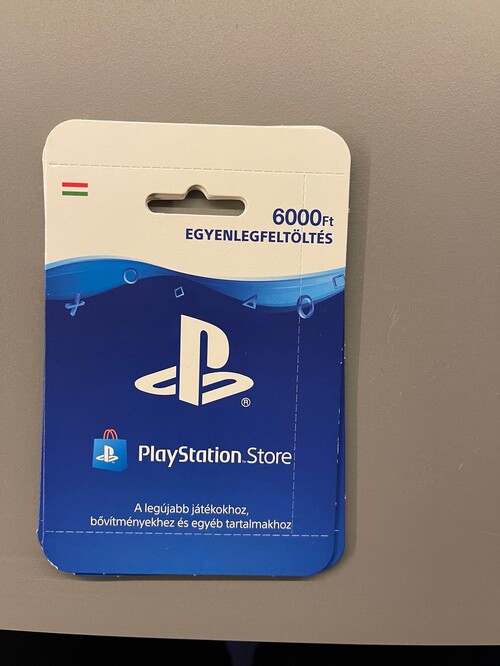 6000Ft
EGYENLEGFELTÖLTÉS
®
PlayStation.Store
A legújabb játékokhoz,
bővítményekhez és egyéb tartalmakhoz